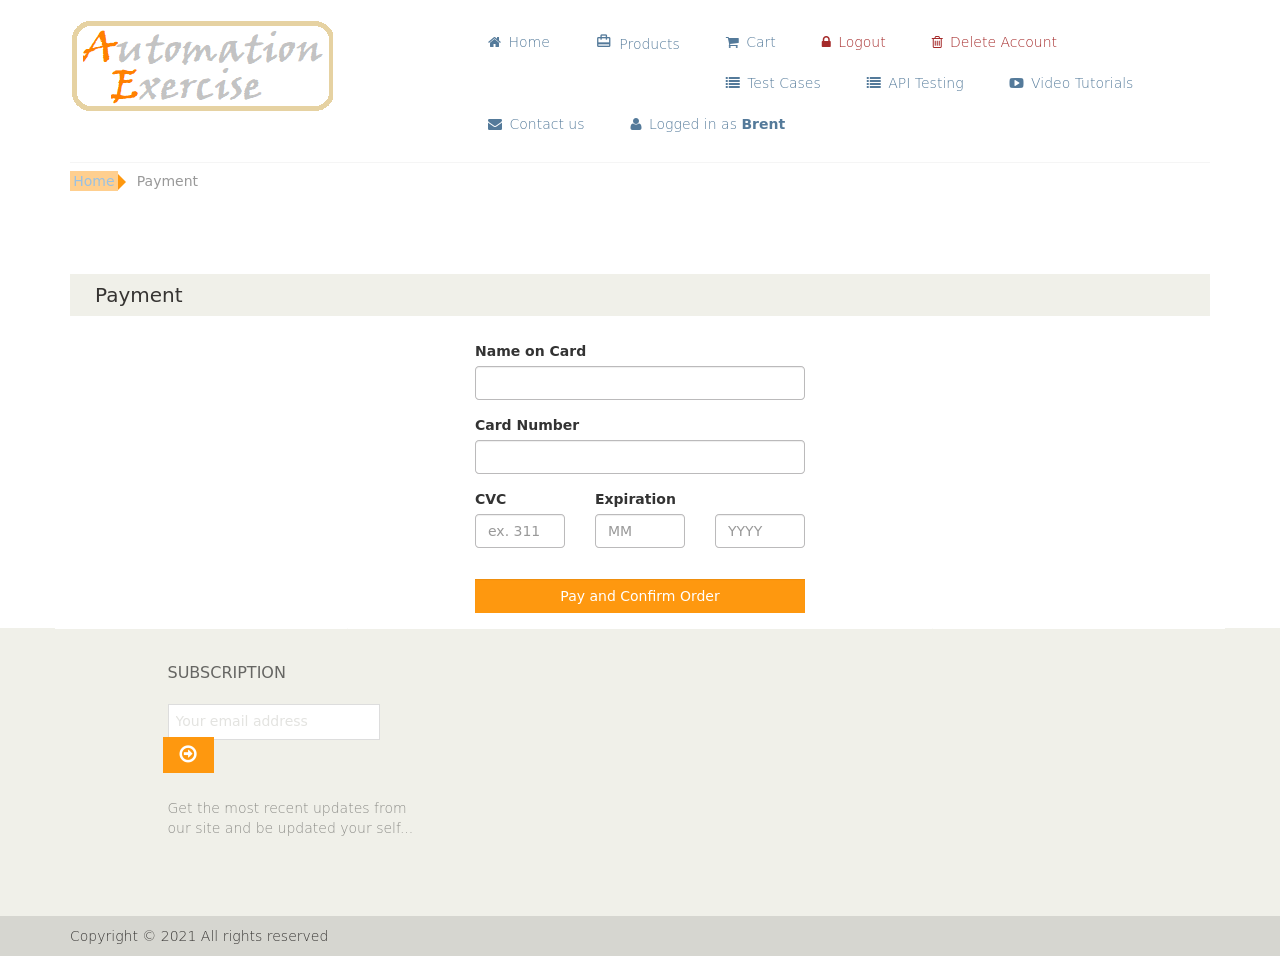 Automation
Exercise
Home Products Cart Logout Delete Account
Test Cases API Testing Video Tutorials
Contact us Logged in as Brent
Home Payment
Payment
Name on Card
Card Number
CVC Expiration
ex. 311 MM YYYY
Pay and Confirm Order
SUBSCRIPTION
Your email address
Get the most recent updates from
our site and be updated your self...
Copyright © 2021 All rights reserved